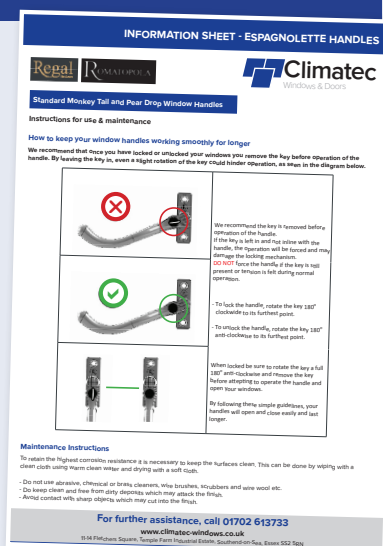 INFORMATION SHEET - ESPAGNOLETTE HANDLES
Regal
ROMATOPOLA
Climatec
Windows & Doors
Standard Monkey Tail and Pear Drop Window Handles
Instructions for use & maintenance
How to keep your window handles working smoothly for longer
We recommend that once you have locked or unlocked your windows you remove the key before operation of the
handle. By leaving the key in, even a slight rotation of the key could hinder operation, as seen in the diagram below.
We recommend the key is removed before
operation of the handle.
If the key is left in and not inline with the
handle, the operation will be forced and may
damage the locking mechanism.
DO NOT force the handle if the key is still
present or tension is felt during normal
operation.
- To lock the handle, rotate the key 180°
clockwise to its furthest point.
- To unlock the handle, rotate the key 180°
anti-clockwise to its furthest point.
When locked be sure to rotate the key a full
180° anti-clockwise and remove the key
before attepting to operate the handle and
open your windows.
By following these simple guidelines, your
handles will open and close easily and last
longer.
Maintenance Instructions
To retain the highest corrosion resistance it is necessary to keep the surfaces clean. This can be done by wiping with a
clean cloth using warm clean water and drying with a soft cloth.
- Do not use abrasive, chemical or brass cleaners, wire brushes, scrubbers and wire wool etc.
- Do keep clean and free from dirty deposits which may attack the finish.
- Avoid contact with sharp objects which may cut into the finish.
For further assistance, call 01702 613733
www.climatec-windows.co.uk
11-14 Fletchers Square, Temple Farm Industrial Estate, Southend-on-Sea, Essex SS2 5RN